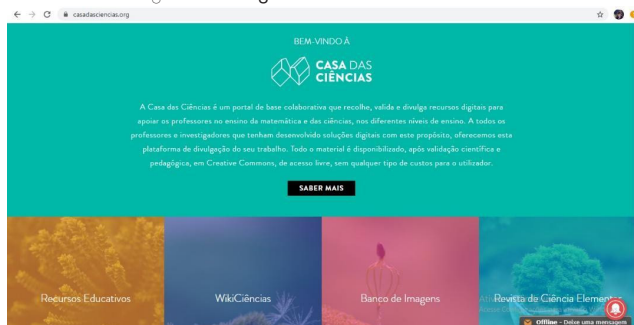 casadasciencias.org
BEM-VINDO À
CASA DAS
CIÊNCIAS
A Casa das Ciências é um portal de base colaborativa que recolhe, valida e divulga recursos digitais para
apoiar os professores no ensino da matemática e das ciências, nos diferentes níveis de ensino. A todos os
professores e investigadores que tenham desenvolvido soluções digitais com este propósito, oferecemos esta
plataforma de divulgação do seu trabalho. Todo o material é disponibilizado, após validação científica e
pedagógica, em Creative Commons, de acesso livre, sem qualquer tipo de custos para o utilizador.
SABER MAIS
Recursos Educativos
WikiCiências
Banco de Imagens
Revista de Ciência Elementar
Offline - Deixe uma mensagem